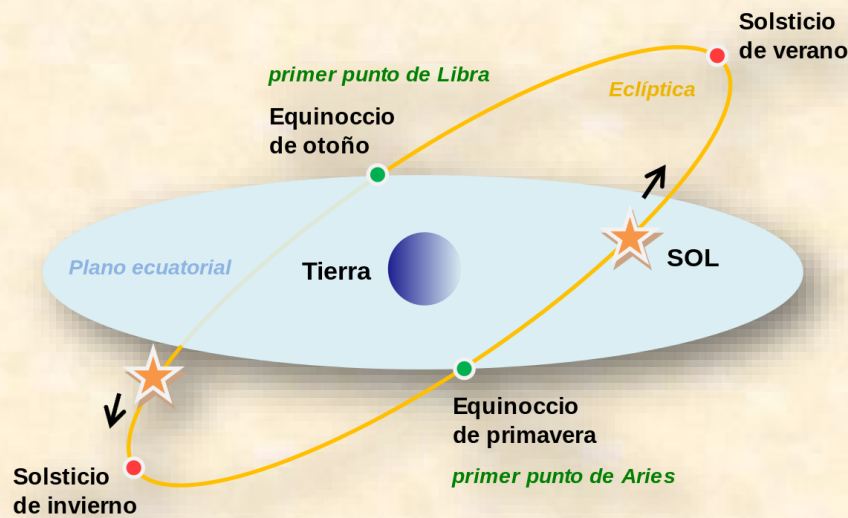 Solsticio
de verano
primer punto de Libra
Eclíptica
Equinoccio
de otoño
Plano ecuatorial
Tierra
SOL
Equinoccio
de primavera
primer punto de Aries
Solsticio
de invierno